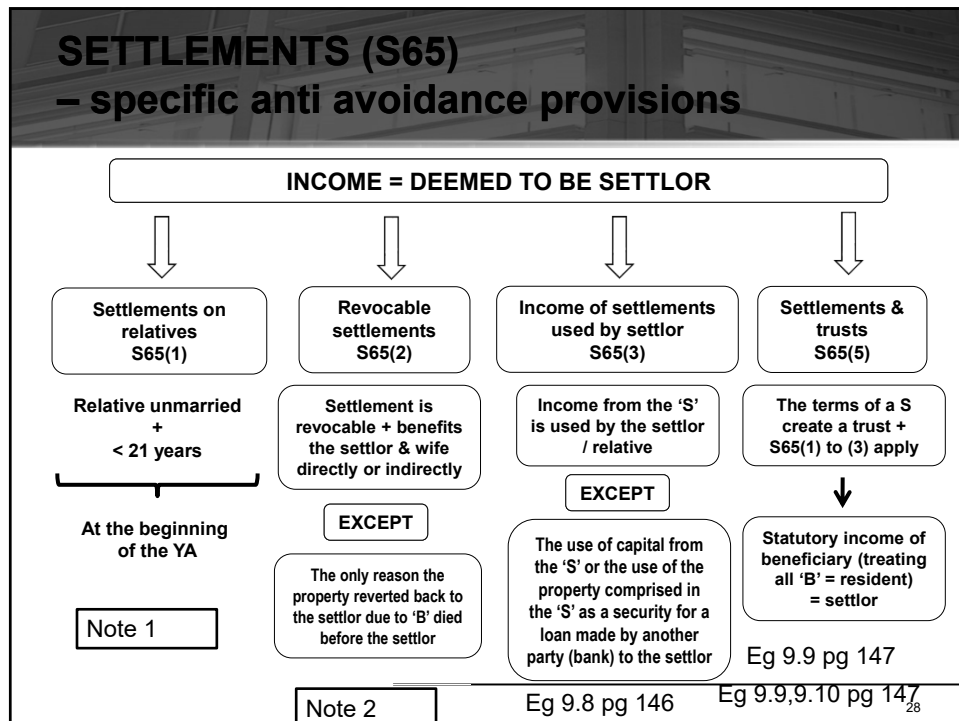 SETTLEMENTS (S65)
– specific anti avoidance provisions
INCOME = DEEMED TO BE SETTLOR
Settlements on
relatives
S65(1)
Relative unmarried
+
< 21 years
At the beginning
of the YA
Note 1
Revocable
settlements
S65(2)
Settlement is
revocable + benefits
the settlor & wife
directly or indirectly
EXCEPT
The only reason the
property reverted back to
the settlor due to ‘B’ died
before the settlor
Note 2
Income of settlements
used by settlor
S65(3)
Income from the ‘S’
is used by the settlor
/ relative
EXCEPT
The use of capital from
the ‘S’ or the use of the
property comprised in
the ‘S’ as a security for a
loan made by another
party (bank) to the settlor
Eg 9.8 pg 146
Settlements &
trusts
S65(5)
The terms of a S
create a trust +
S65(1) to (3) apply
Statutory income of
beneficiary (treating
all ‘B’ = resident)
= settlor
Eg 9.9 pg 147
Eg 9.9,9.10 pg 147
28